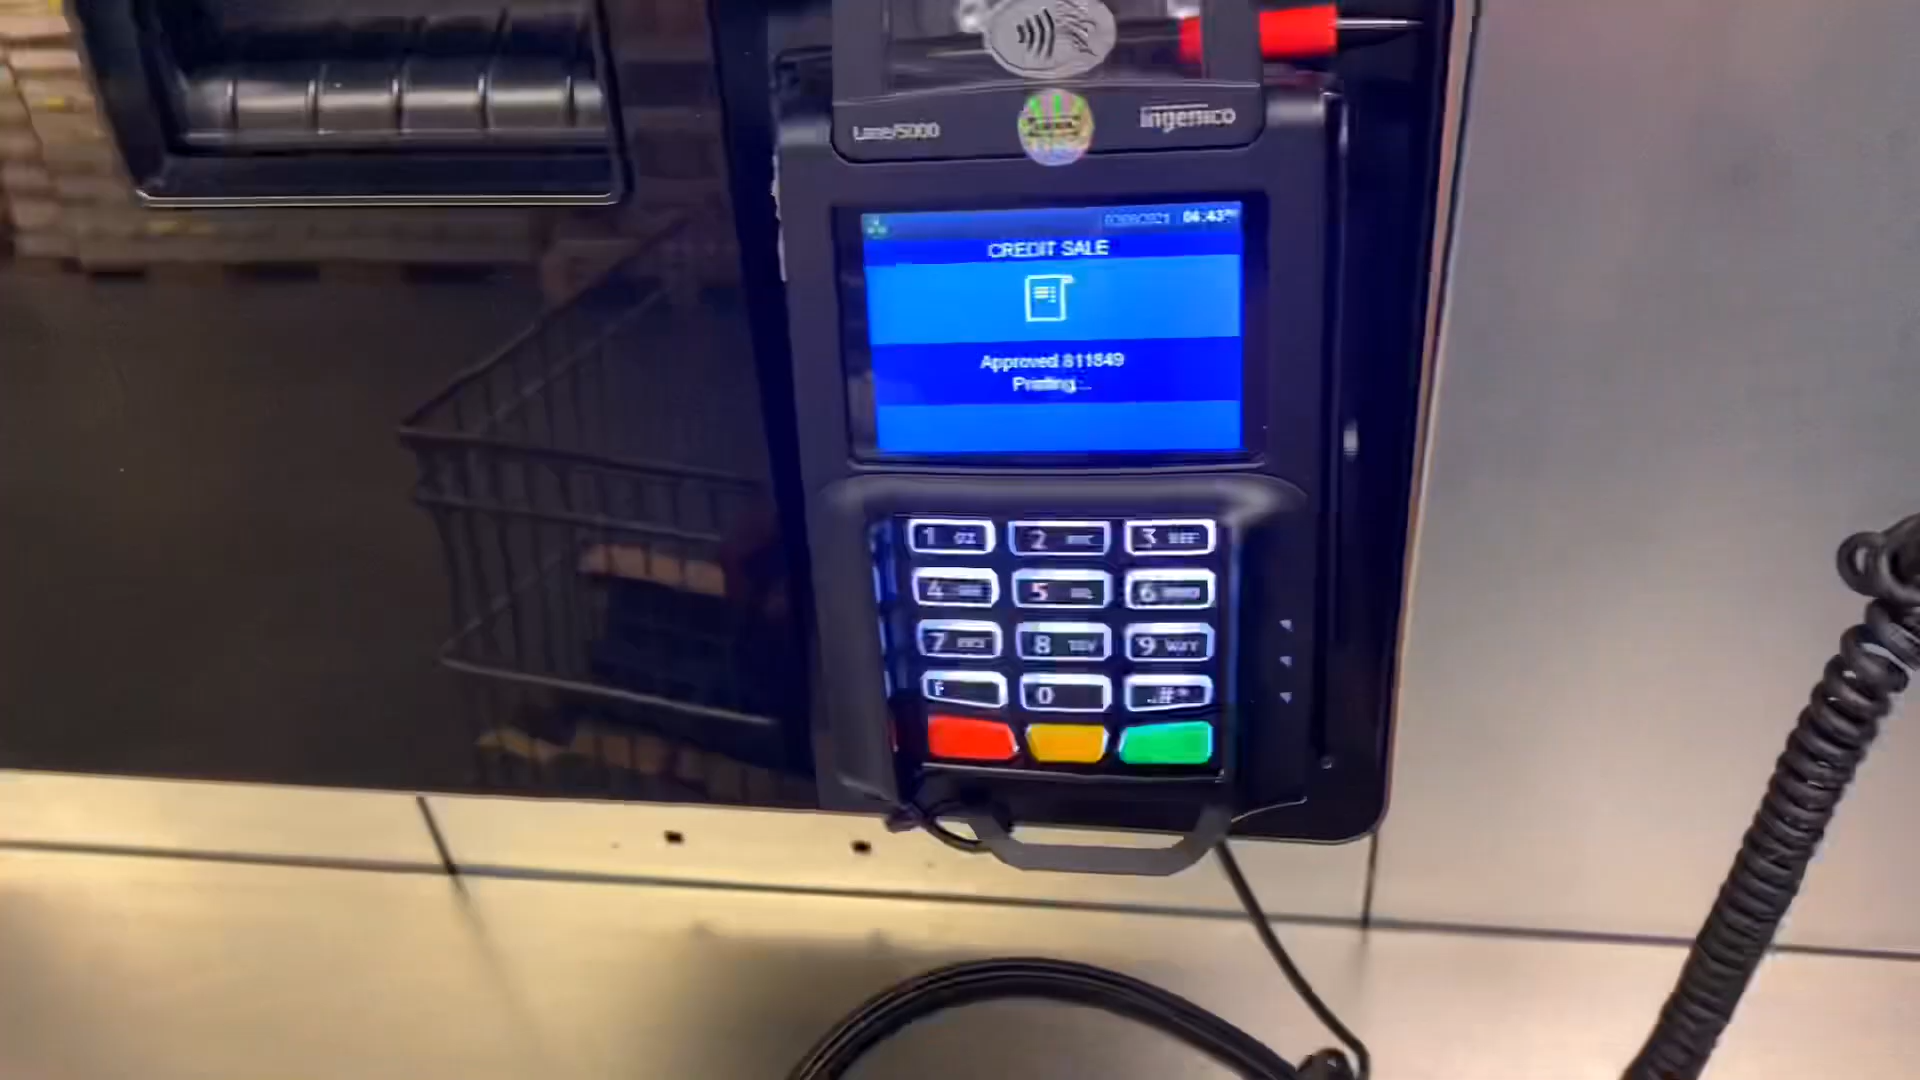 Lane/5000
ingenico
04:43
CREDIT SALE
Approved 811849
Printing...
1
2
3
4
5
6
7
8
9 WXY
F
0
.#*